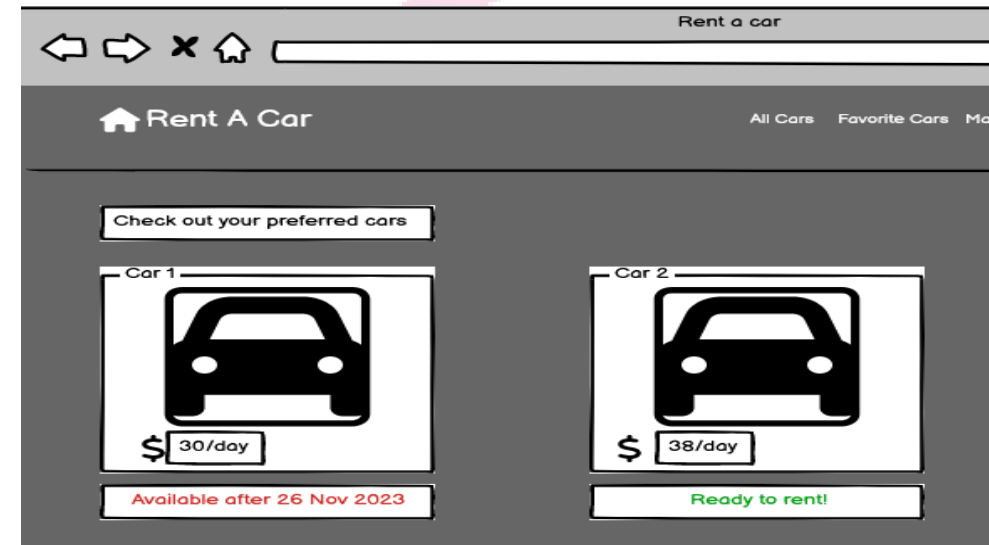 Rent a car
Rent A Car
All Cars Favorite Cars
Check out your preferred cars
Car 1
Car 2
$ 30/day
$ 38/day
Available after 26 Nov 2023
Ready to rent!